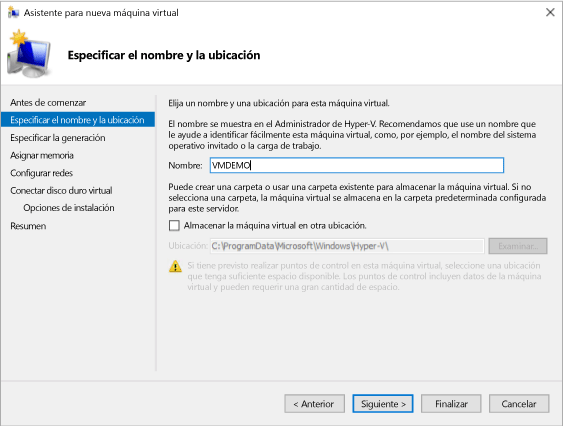 Asistente para nueva máquina virtual
Especificar el nombre y la ubicación
Antes de comenzar
Especificar el nombre y la ubicación
Especificar la generación
Asignar memoria
Configurar redes
Conectar disco duro virtual
Opciones de instalación
Resumen
Elija un nombre y una ubicación para esta máquina virtual.
El nombre se muestra en el Administrador de Hyper-V. Recomendamos que use un nombre que
le ayude a identificar fácilmente esta máquina virtual, como, por ejemplo, el nombre del sistema
operativo invitado o la carga de trabajo.
Nombre: VMDEMO
Puede crear una carpeta o usar una carpeta existente para almacenar la máquina virtual. Si no
selecciona una carpeta, la máquina virtual se almacena en la carpeta predeterminada configurada
para este servidor.
Almacenar la máquina virtual en otra ubicación.
Ubicación: C:\ProgramData\Microsoft\Windows\Hyper-V\ Examinar...
Si tiene previsto realizar puntos de control en esta máquina virtual, seleccione una ubicación
que tenga suficiente espacio disponible. Los puntos de control incluyen datos de la máquina
virtual y pueden requerir una gran cantidad de espacio.
< Anterior Siguiente > Finalizar Cancelar